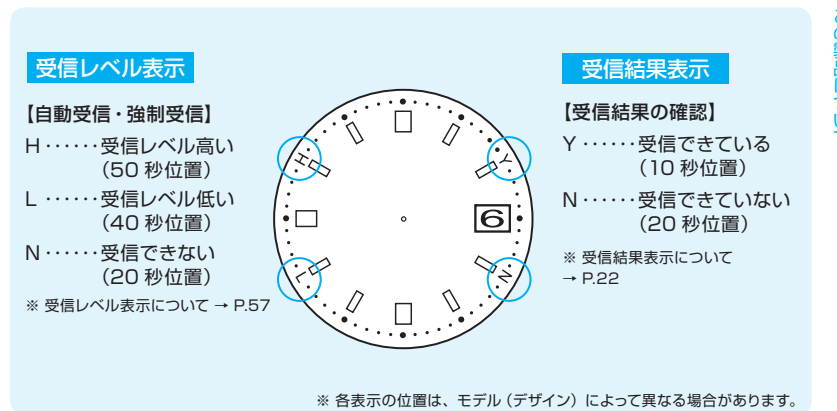 受信レベル表示
【自動受信・強制受信】
H‥‥‥受信レベル高い
(50 秒位置)
L‥‥‥受信レベル低い
(40 秒位置)
N‥‥‥受信できない
(20 秒位置)
※ 受信レベル表示について → P.57
H
Y
6
L
N
受信結果表示
【受信結果の確認】
Y‥‥‥受信できている
(10 秒位置)
N‥‥‥受信できていない
(20 秒位置)
※ 受信結果表示について
→ P.22
※ 各表示の位置は、モデル(デザイン)によって異なる場合があります。